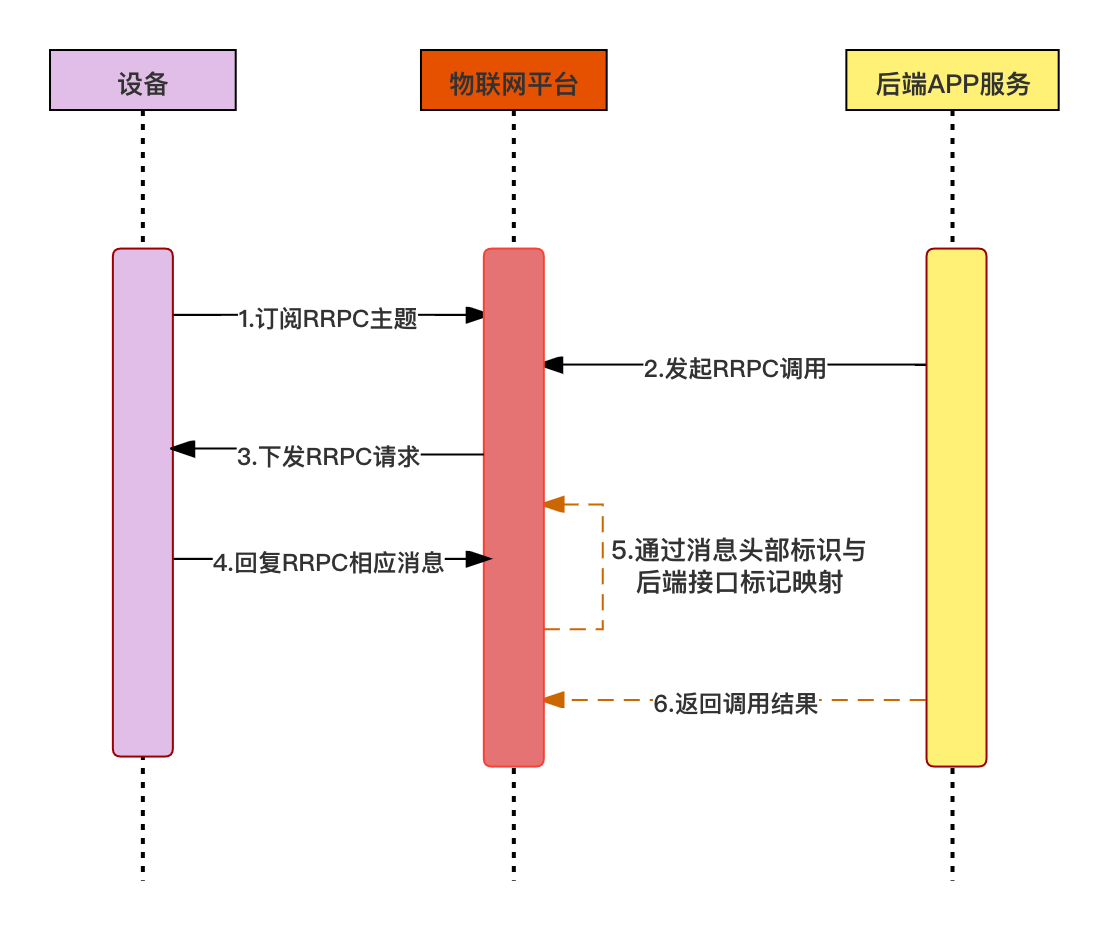 设备
物联网平台
后端APP服务
1.订阅RRPC主题
2.发起RRPC调用
3.下发RRPC请求
4.回复RRPC相应消息
5.通过消息头部标识与
后端接口标记映射
6.返回调用结果